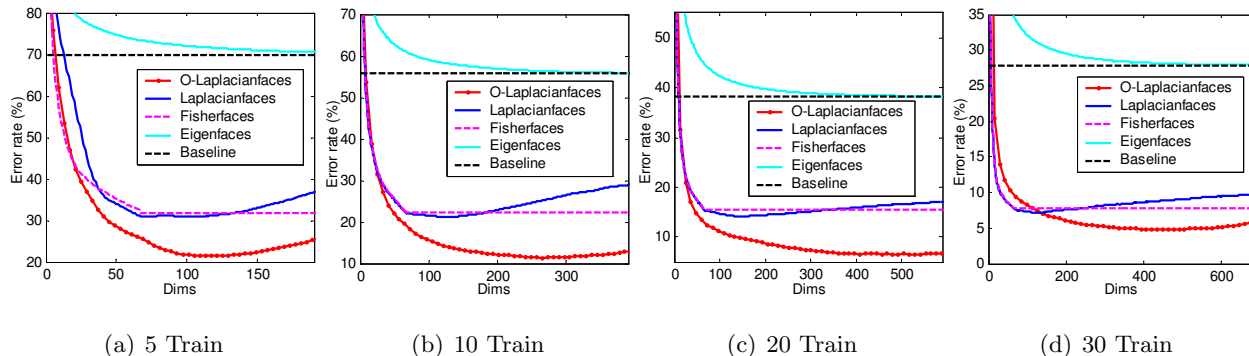 80
70
60
50
40
30
20
0
50
100
150
Error rate (%)
Dims
O-Laplacianfaces
Laplacianfaces
Fisherfaces
Eigenfaces
Baseline
(a) 5 Train
70
60
50
40
30
20
10
0
100
200
300
Error rate (%)
Dims
O-Laplacianfaces
Laplacianfaces
Fisherfaces
Eigenfaces
Baseline
(b) 10 Train
50
40
30
20
10
0
100
200
300
400
500
Error rate (%)
Dims
O-Laplacianfaces
Laplacianfaces
Fisherfaces
Eigenfaces
Baseline
(c) 20 Train
35
30
25
20
15
10
5
0
0
200
400
600
Error rate (%)
Dims
O-Laplacianfaces
Laplacianfaces
Fisherfaces
Eigenfaces
Baseline
(d) 30 Train